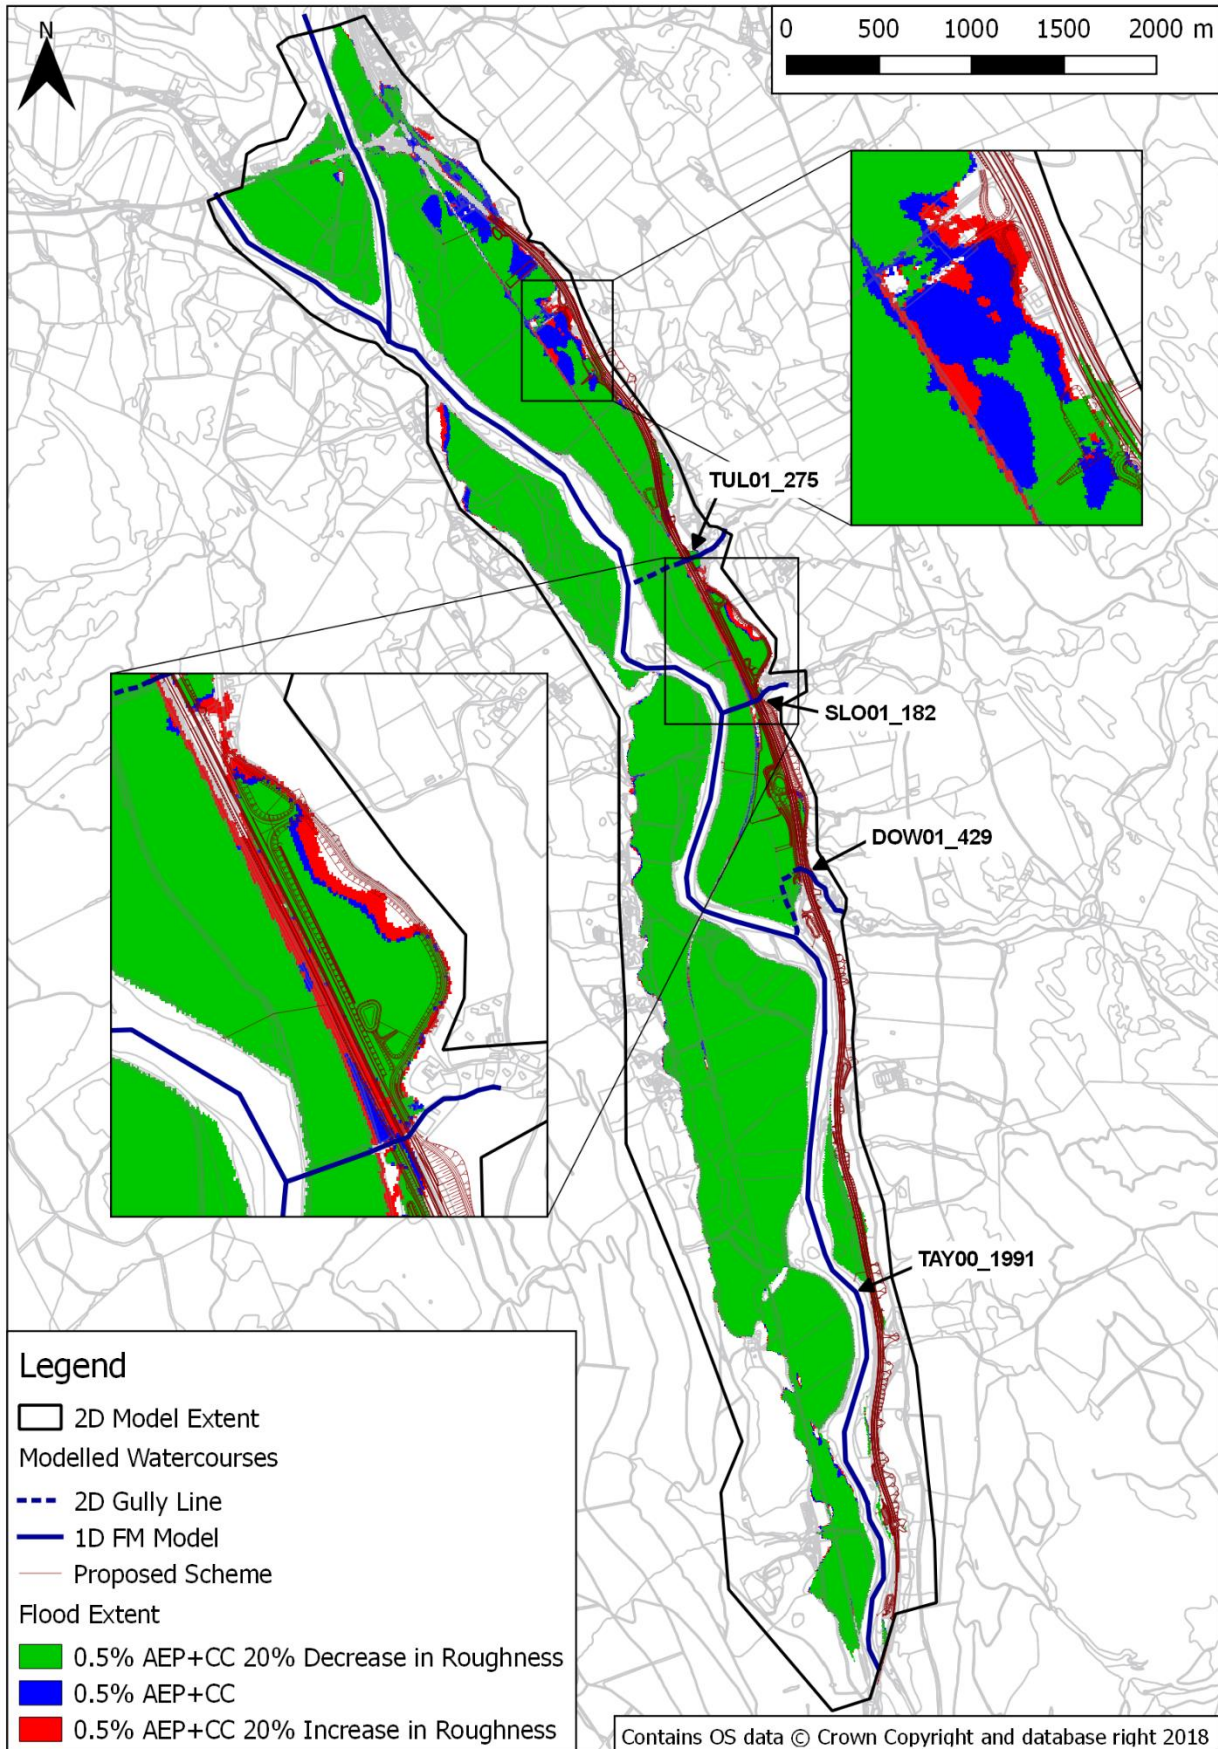 N
0 500 1000 1500 2000 m
TUL01_275
SLO01_182
DOW01_429
TAY00_1991
Legend
2D Model Extent
Modelled Watercourses
2D Gully Line
1D FM Model
Proposed Scheme
Flood Extent
0.5% AEP+CC 20% Decrease in Roughness
0.5% AEP+CC
0.5% AEP+CC 20% Increase in Roughness
Contains OS data © Crown Copyright and database right 2018